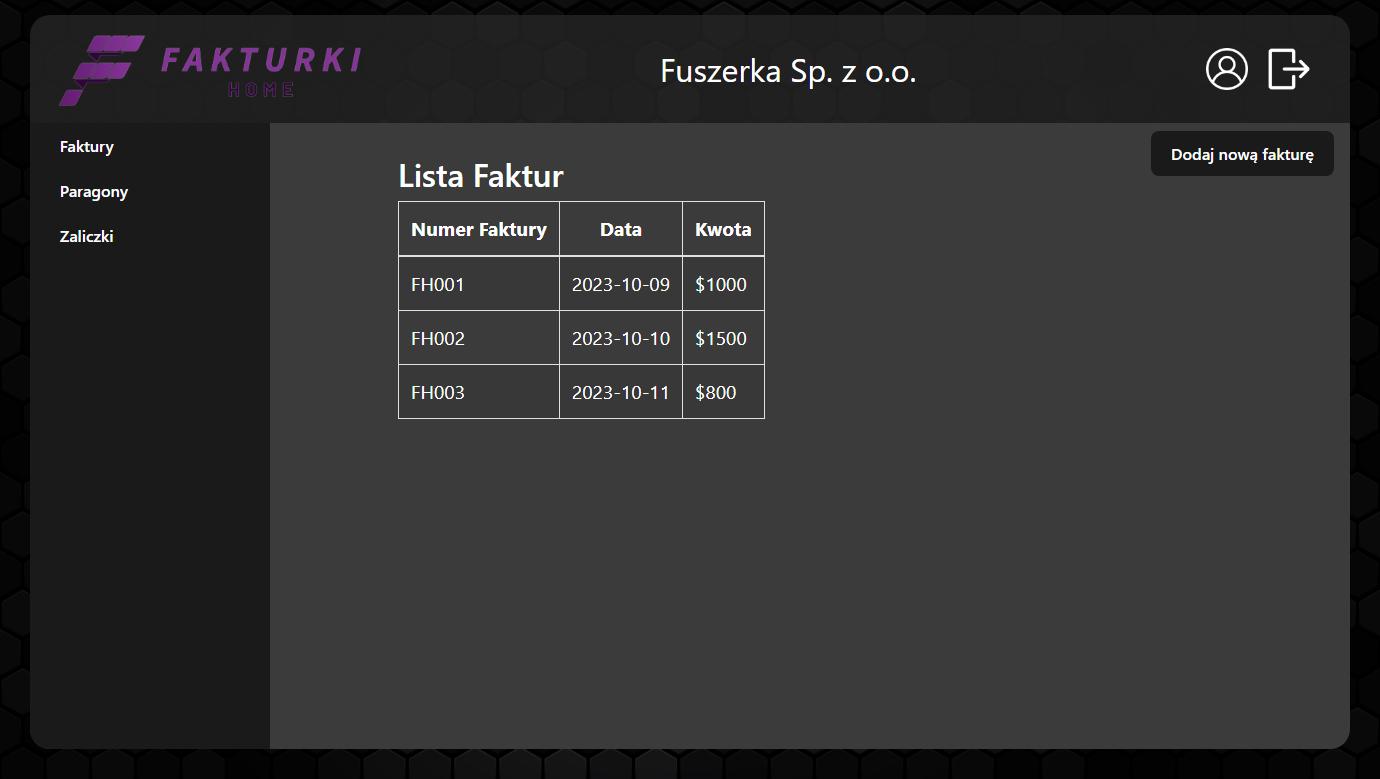 FAKTURKI
HOME
Fuszerka Sp. z o.o.
Faktury
Paragony
Zaliczki
Dodaj nową fakturę
Lista Faktur
Numer Faktury Data Kwota
FH001 2023-10-09 $1000
FH002 2023-10-10 $1500
FH003 2023-10-11 $800